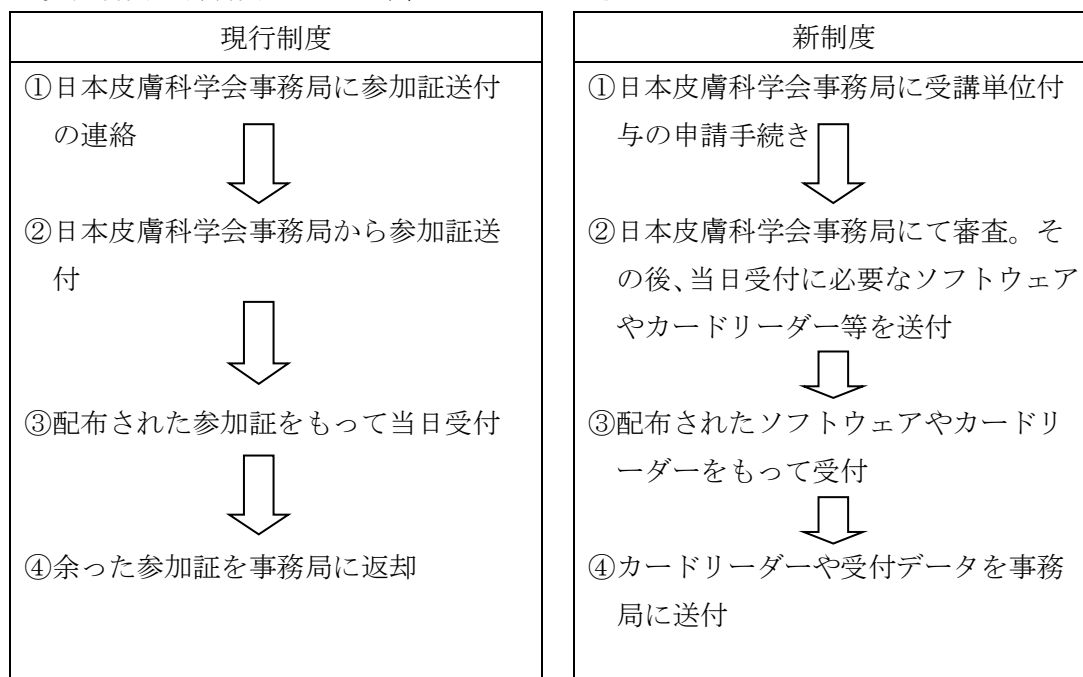 現行制度
①日本皮膚科学会事務局に参加証送付
の連絡
②日本皮膚科学会事務局から参加証送
付
③配布された参加証をもって当日受付
④余った参加証を事務局に返却
新制度
①日本皮膚科学会事務局に受講単位付
与の申請手続き
②日本皮膚科学会事務局にて審査。そ
の後、当日受付に必要なソフトウェア
やカードリーダー等を送付
③配布されたソフトウェアやカードリ
ーダーをもって受付
④カードリーダーや受付データを事務
局に送付